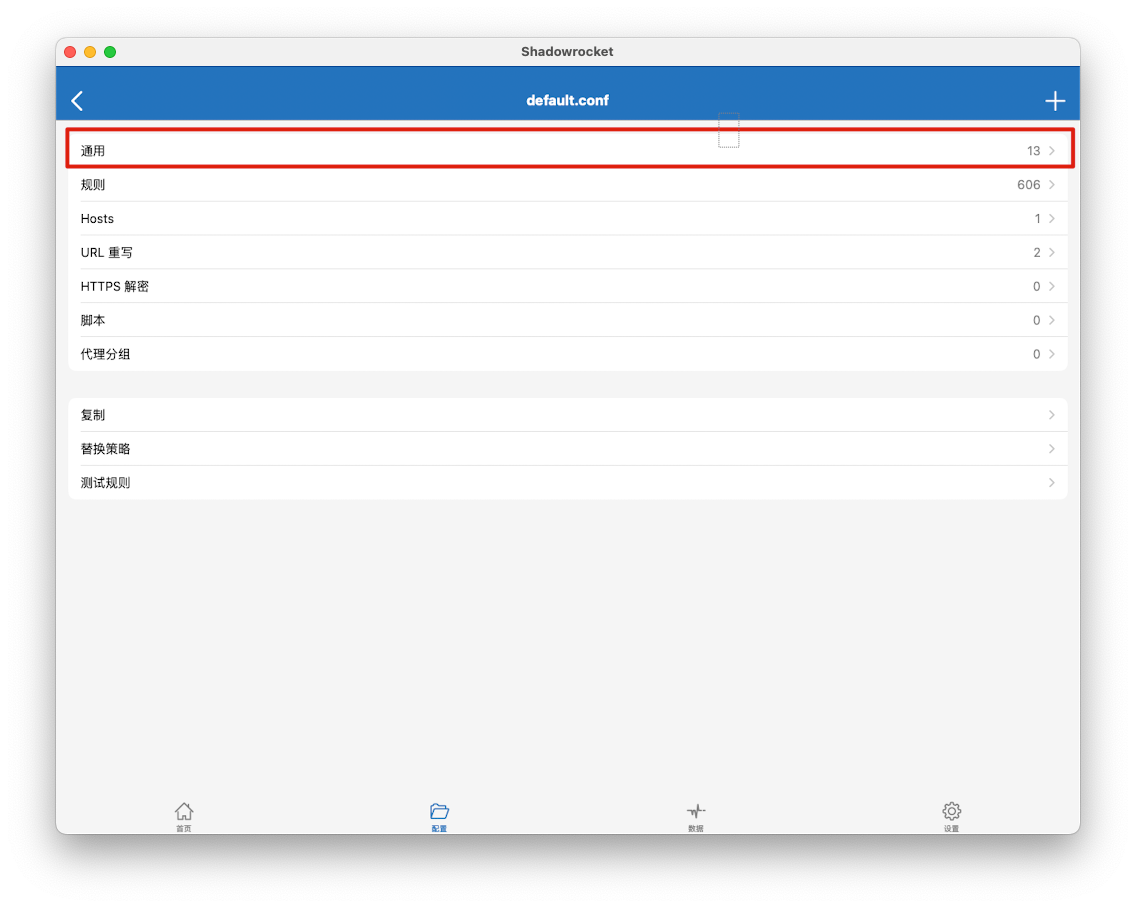 Shadowrocket
default.conf
通用 13
规则 606
Hosts 1
URL 重写 2
HTTPS 解密 0
脚本 0
代理分组 0
复制
替换策略
测试规则
首页 配置 数据 设置